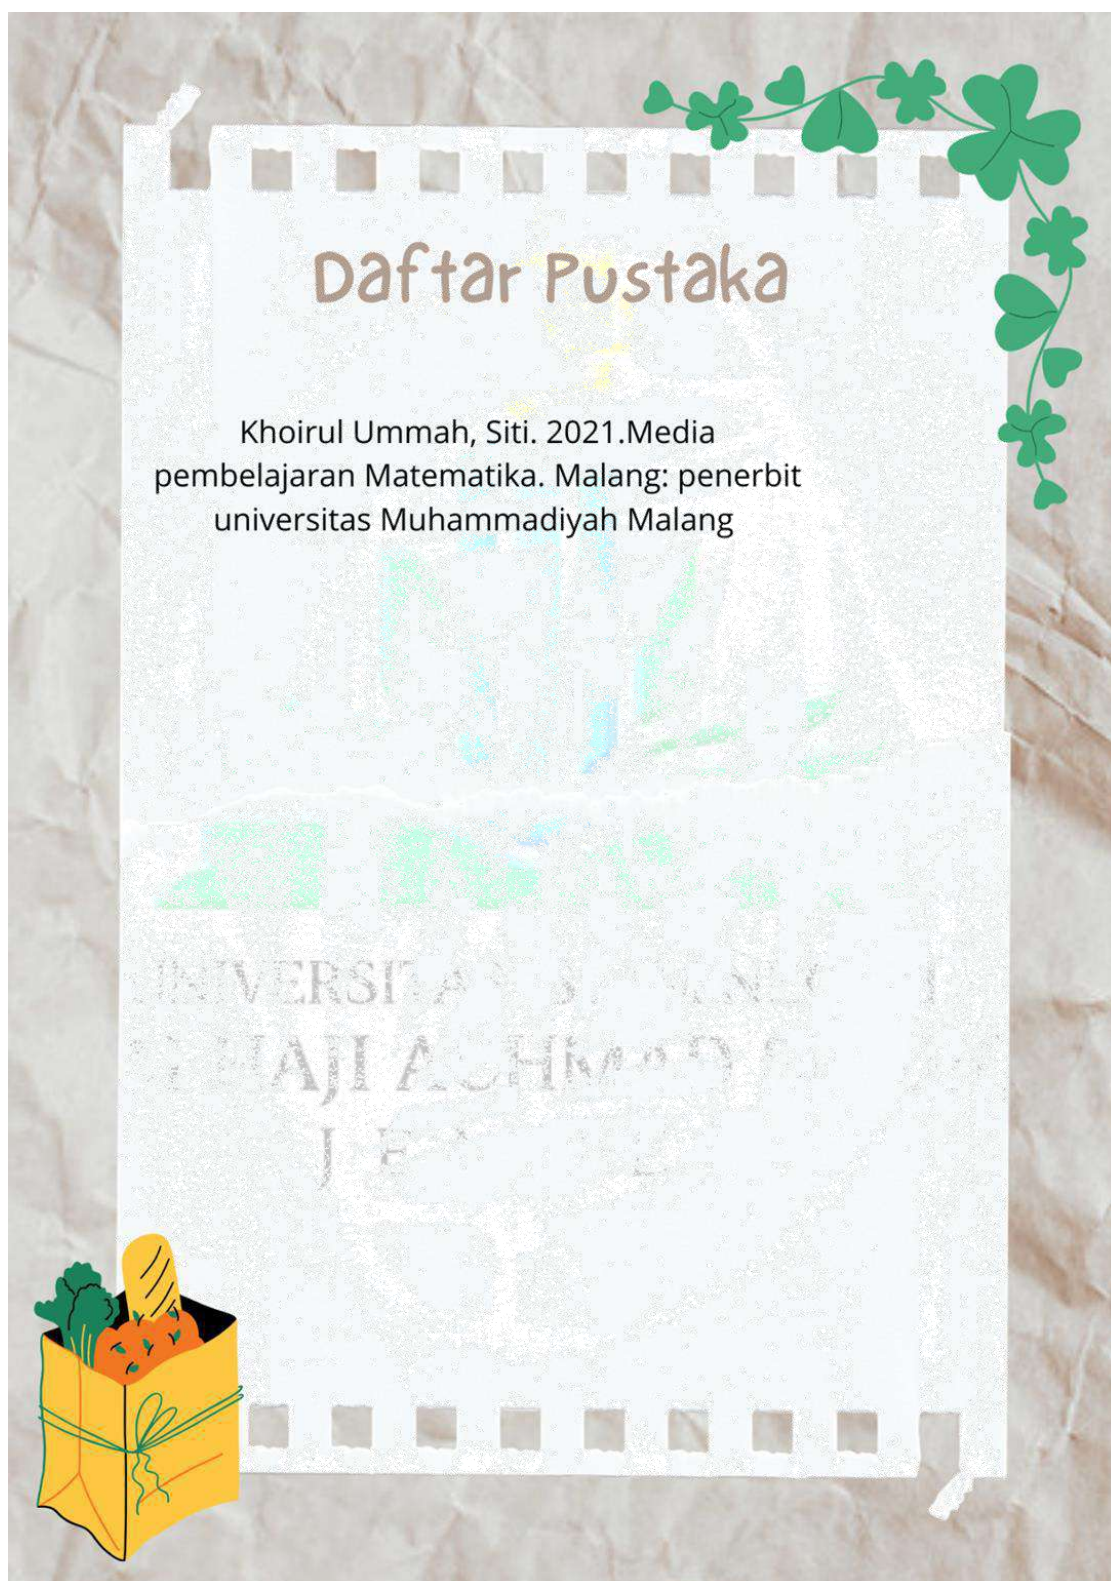 Daftar Pustaka
Khoirul Ummah, Siti. 2021.Media
pembelajaran Matematika. Malang: penerbit
universitas Muhammadiyah Malang